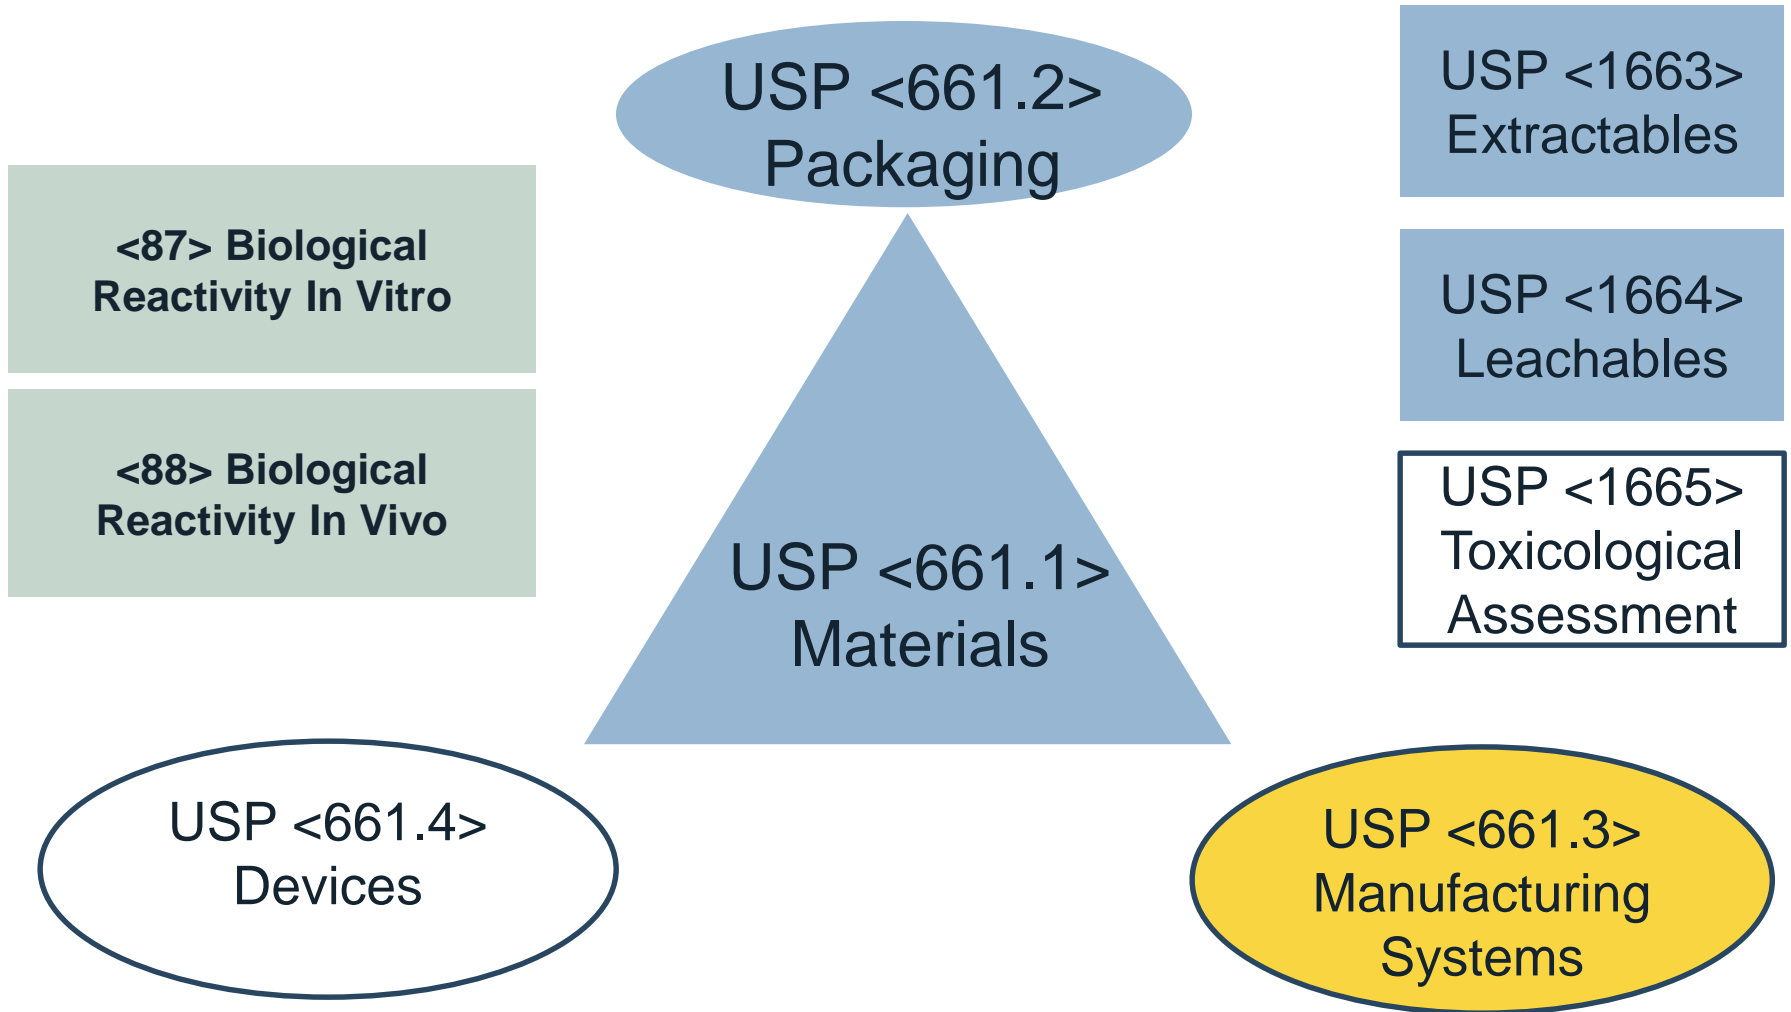 USP <661.2>
Packaging
<87> Biological
Reactivity In Vitro
<88> Biological
Reactivity In Vivo
USP <661.1>
Materials
USP <1663>
Extractables
USP <1664>
Leachables
USP <1665>
Toxicological
Assessment
USP <661.4>
Devices
USP <661.3>
Manufacturing
Systems